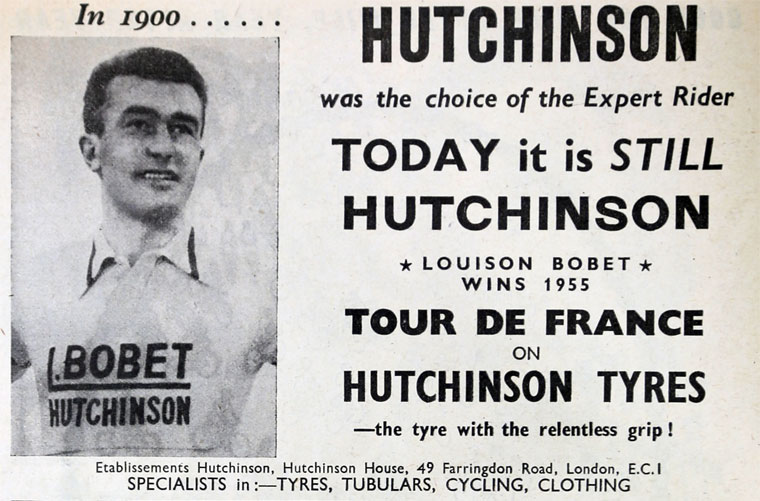 In 1900 . . . . . .
HUTCHINSON
was the choice of the Expert Rider
TODAY it is STILL
HUTCHINSON
★ LOUISON BOBET ★
WINS 1955
TOUR DE FRANCE
ON
HUTCHINSON TYRES
—the tyre with the relentless grip !
L.BOBET
HUTCHINSON
Etablissements Hutchinson, Hutchinson House, 49 Farringdon Road, London, E.C.1
SPECIALISTS in :—TYRES, TUBULARS, CYCLING, CLOTHING